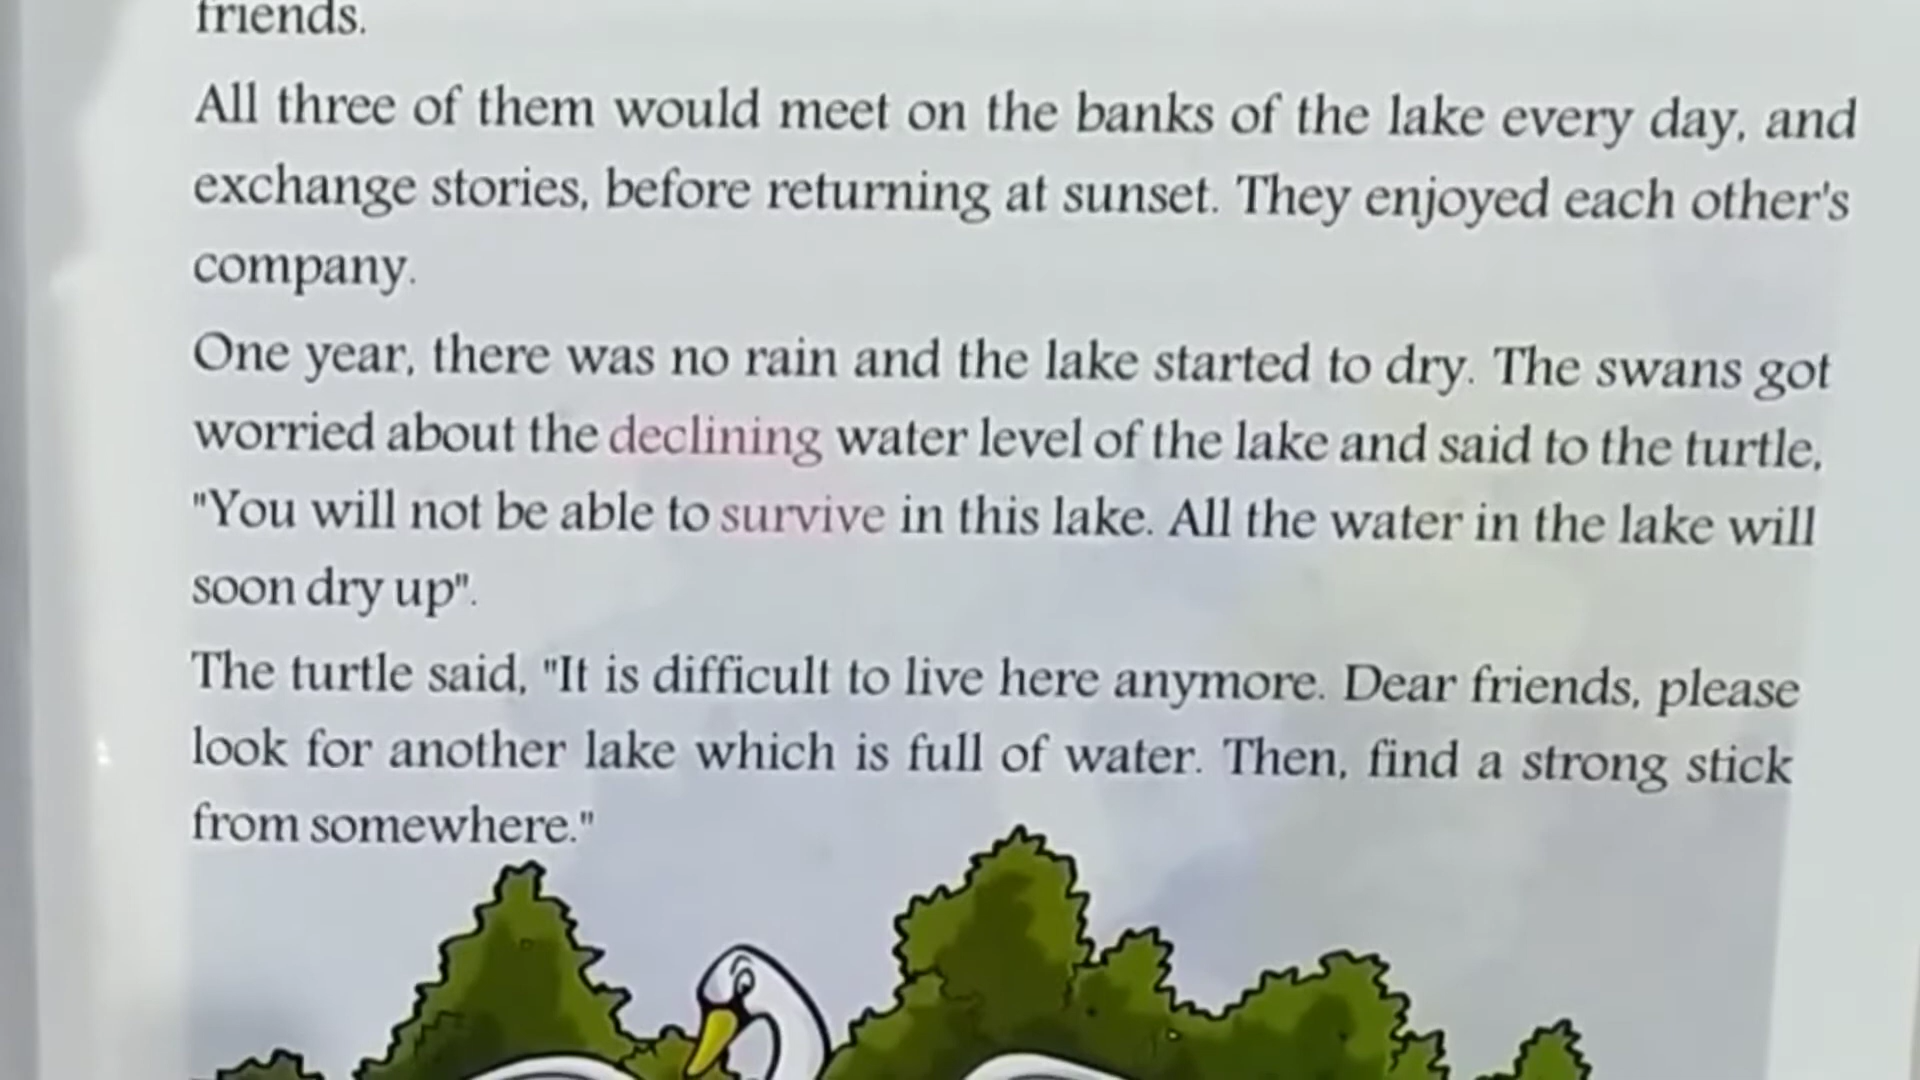 friends.
All three of them would meet on the banks of the lake every day, and
exchange stories, before returning at sunset. They enjoyed each other's
company.
One year, there was no rain and the lake started to dry. The swans got
worried about the declining water level of the lake and said to the turtle,
"You will not be able to survive in this lake. All the water in the lake will
soon dry up".
The turtle said, "It is difficult to live here anymore. Dear friends, please
look for another lake which is full of water. Then, find a strong stick
from somewhere."